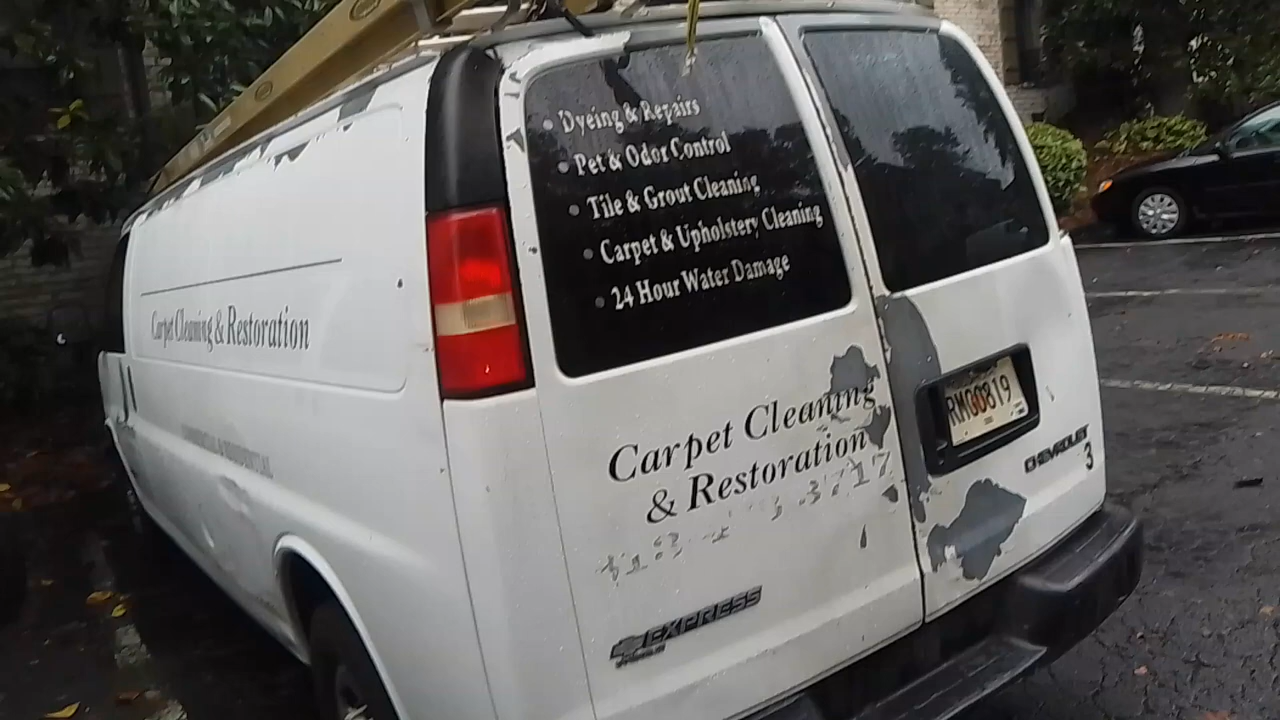 • Dyeing & Repairs
• Pet & Odor Control
• Tile & Grout Cleaning
• Carpet & Upholstery Cleaning
• 24 Hour Water Damage
Carpet Cleaning & Restoration
Carpet Cleaning
& Restoration
3717
RMG0819
CHEVROLET
3
EXPRESS